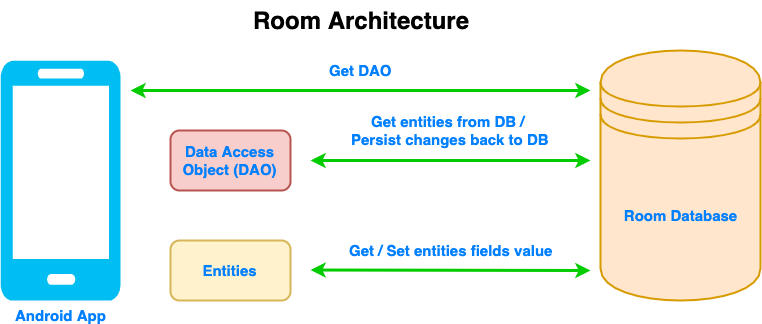 Room Architecture
Get DAO
Get entities from DB /
Persist changes back to DB
Data Access
Object (DAO)
Room Database
Get / Set entities fields value
Entities
Android App